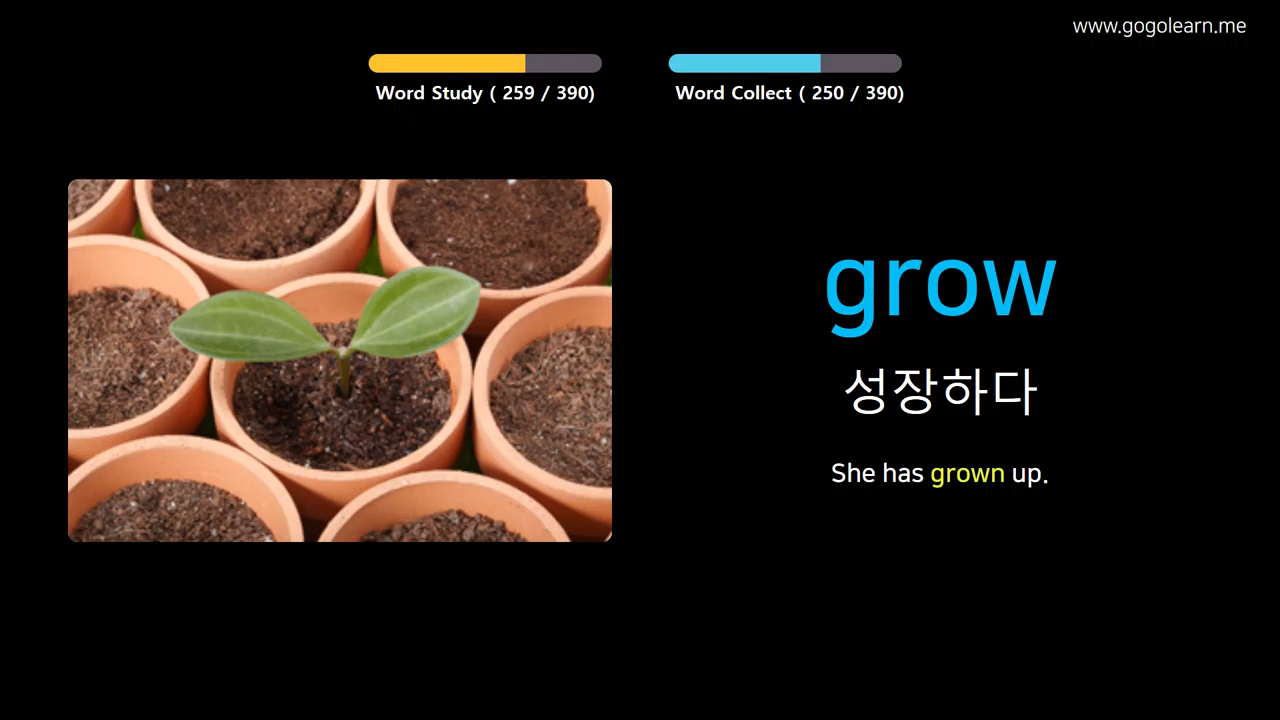 www.gogolearn.me
Word Study ( 259 / 390)
Word Collect ( 250 / 390)
grow
성장하다
She has grown up.